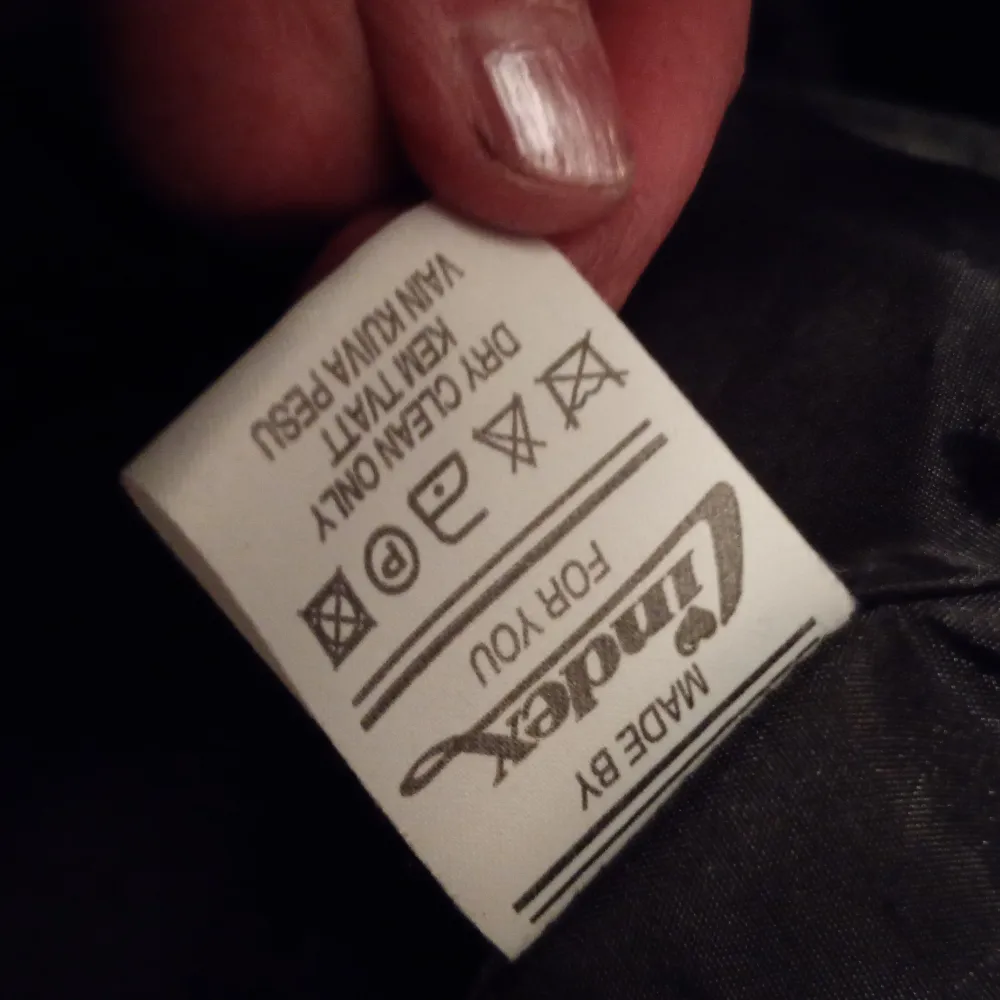 MADE BY
Lindex
FOR YOU
P
DRY CLEAN ONLY
KEM TVATT
VAIN KUIVA PESU